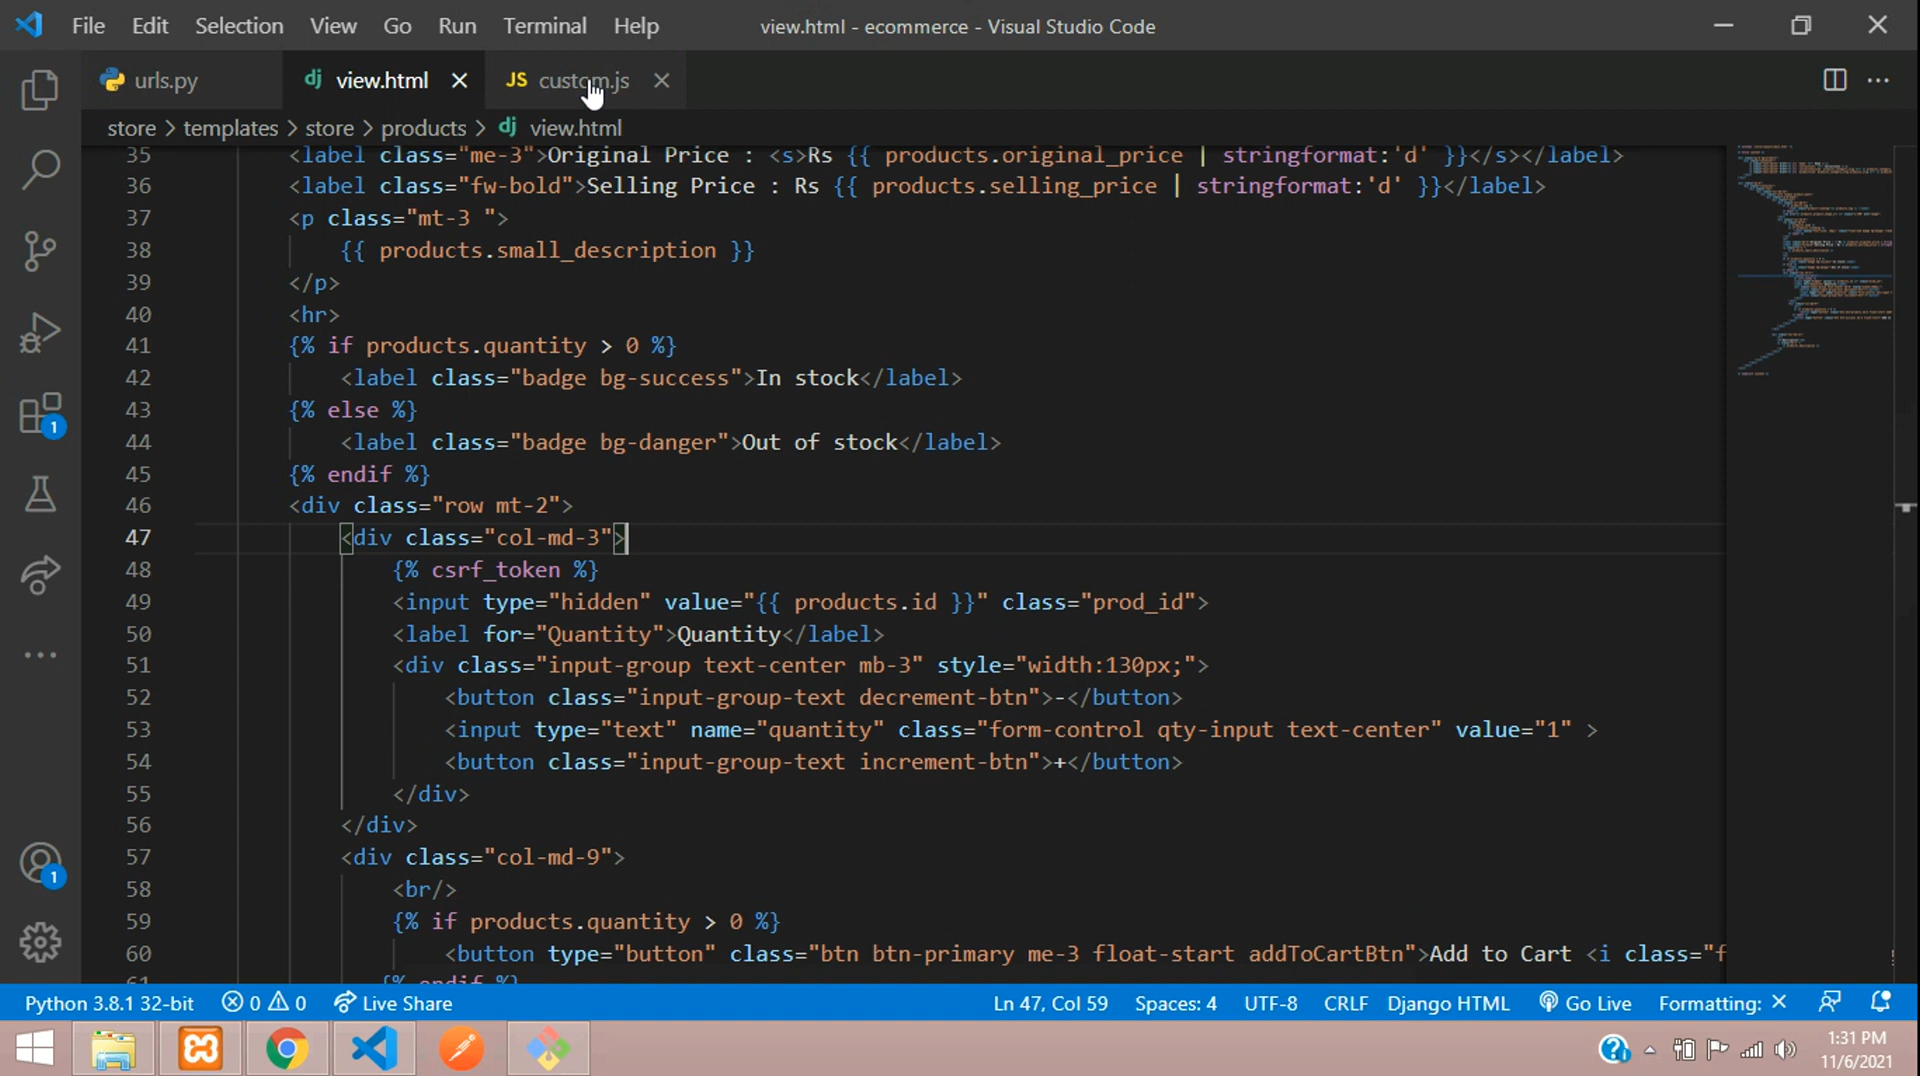 File Edit Selection View Go Run Terminal Help view.html - ecommerce - Visual Studio Code
urls.py dj view.html JS custom.js
store > templates > store > products > dj view.html
35 <label class="me-3">Original Price : <s>Rs {{ products.original_price | stringformat:'d' }}</s></label>
36 <label class="fw-bold">Selling Price : Rs {{ products.selling_price | stringformat:'d' }}</label>
37 <p class="mt-3 ">
38 {{ products.small_description }}
39 </p>
40 <hr>
41 {% if products.quantity > 0 %}
42 <label class="badge bg-success">In stock</label>
43 {% else %}
44 <label class="badge bg-danger">Out of stock</label>
45 {% endif %}
46 <div class="row mt-2">
47 <div class="col-md-3">
48 {% csrf_token %}
49 <input type="hidden" value="{{ products.id }}" class="prod_id">
50 <label for="Quantity">Quantity</label>
51 <div class="input-group text-center mb-3" style="width:130px;">
52 <button class="input-group-text decrement-btn">-</button>
53 <input type="text" name="quantity" class="form-control qty-input text-center" value="1" >
54 <button class="input-group-text increment-btn">+</button>
55 </div>
56 </div>
57 <div class="col-md-9">
58 <br/>
59 {% if products.quantity > 0 %}
60 <button type="button" class="btn btn-primary me-3 float-start addToCartBtn">Add to Cart <i class="f
61 {% endif %}
1
1
Python 3.8.1 32-bit 0 0 Live Share Ln 47, Col 59 Spaces: 4 UTF-8 CRLF Django HTML Go Live Formatting: ×
1:31 PM
11/6/2021